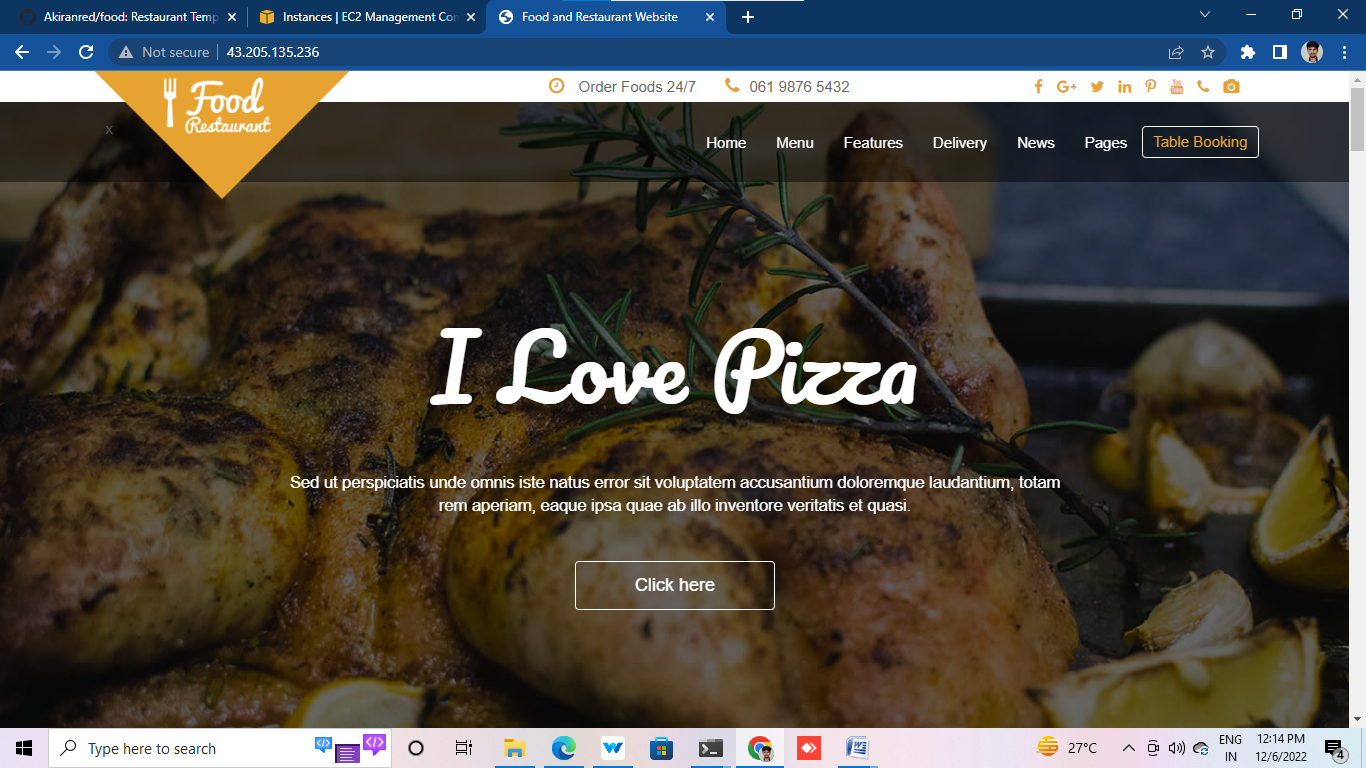 Akiranred/food: Restaurant Temp
Instances | EC2 Management Con
Food and Restaurant Website
Not secure
43.205.135.236
Food
Restaurant
Order Foods 24/7
061 9876 5432
x
Home
Menu
Features
Delivery
News
Pages
Table Booking
I Love Pizza
Sed ut perspiciatis unde omnis iste natus error sit voluptatem accusantium doloremque laudantium, totam
rem aperiam, eaque ipsa quae ab illo inventore veritatis et quasi.
Click here
Type here to search
27°C
ENG
IN
12:14 PM
12/6/2022
4